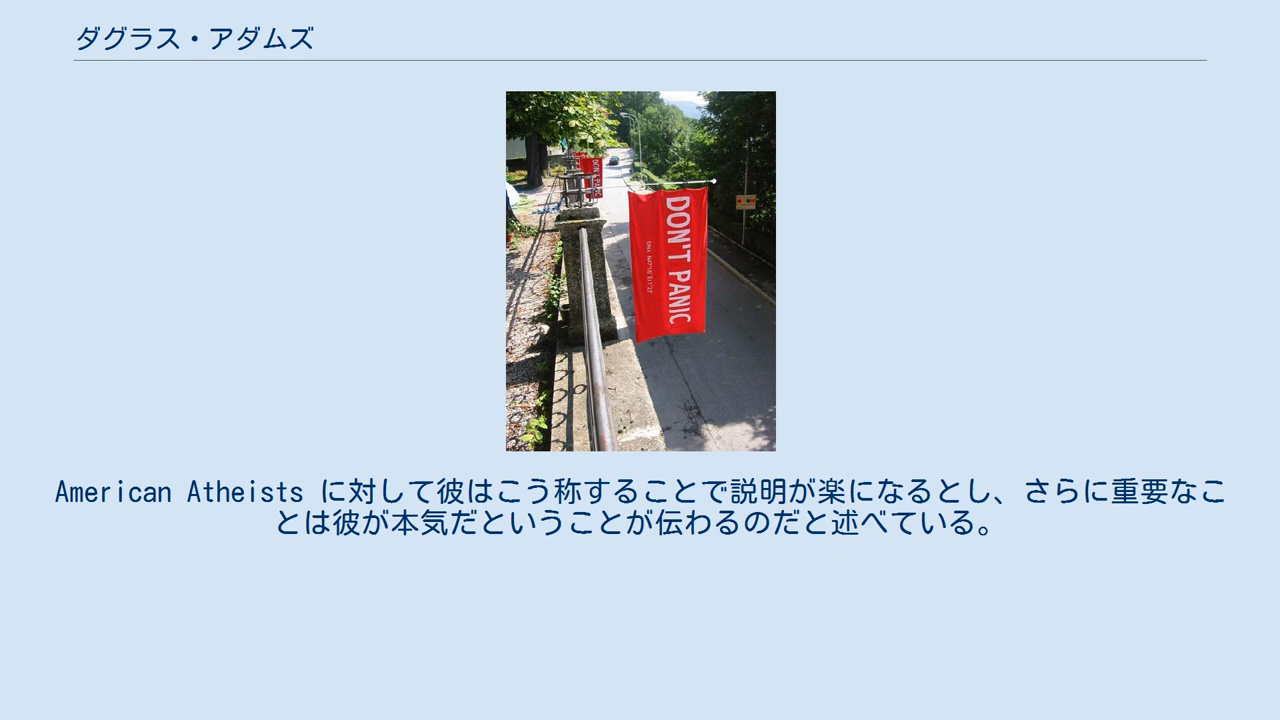 ダグラス・アダムズ
DON'T PANIC
DON'T PANIC
American Atheists に対して彼はこう称することで説明が楽になるとし、さらに重要なこ
とは彼が本気だということが伝わるのだと述べている。